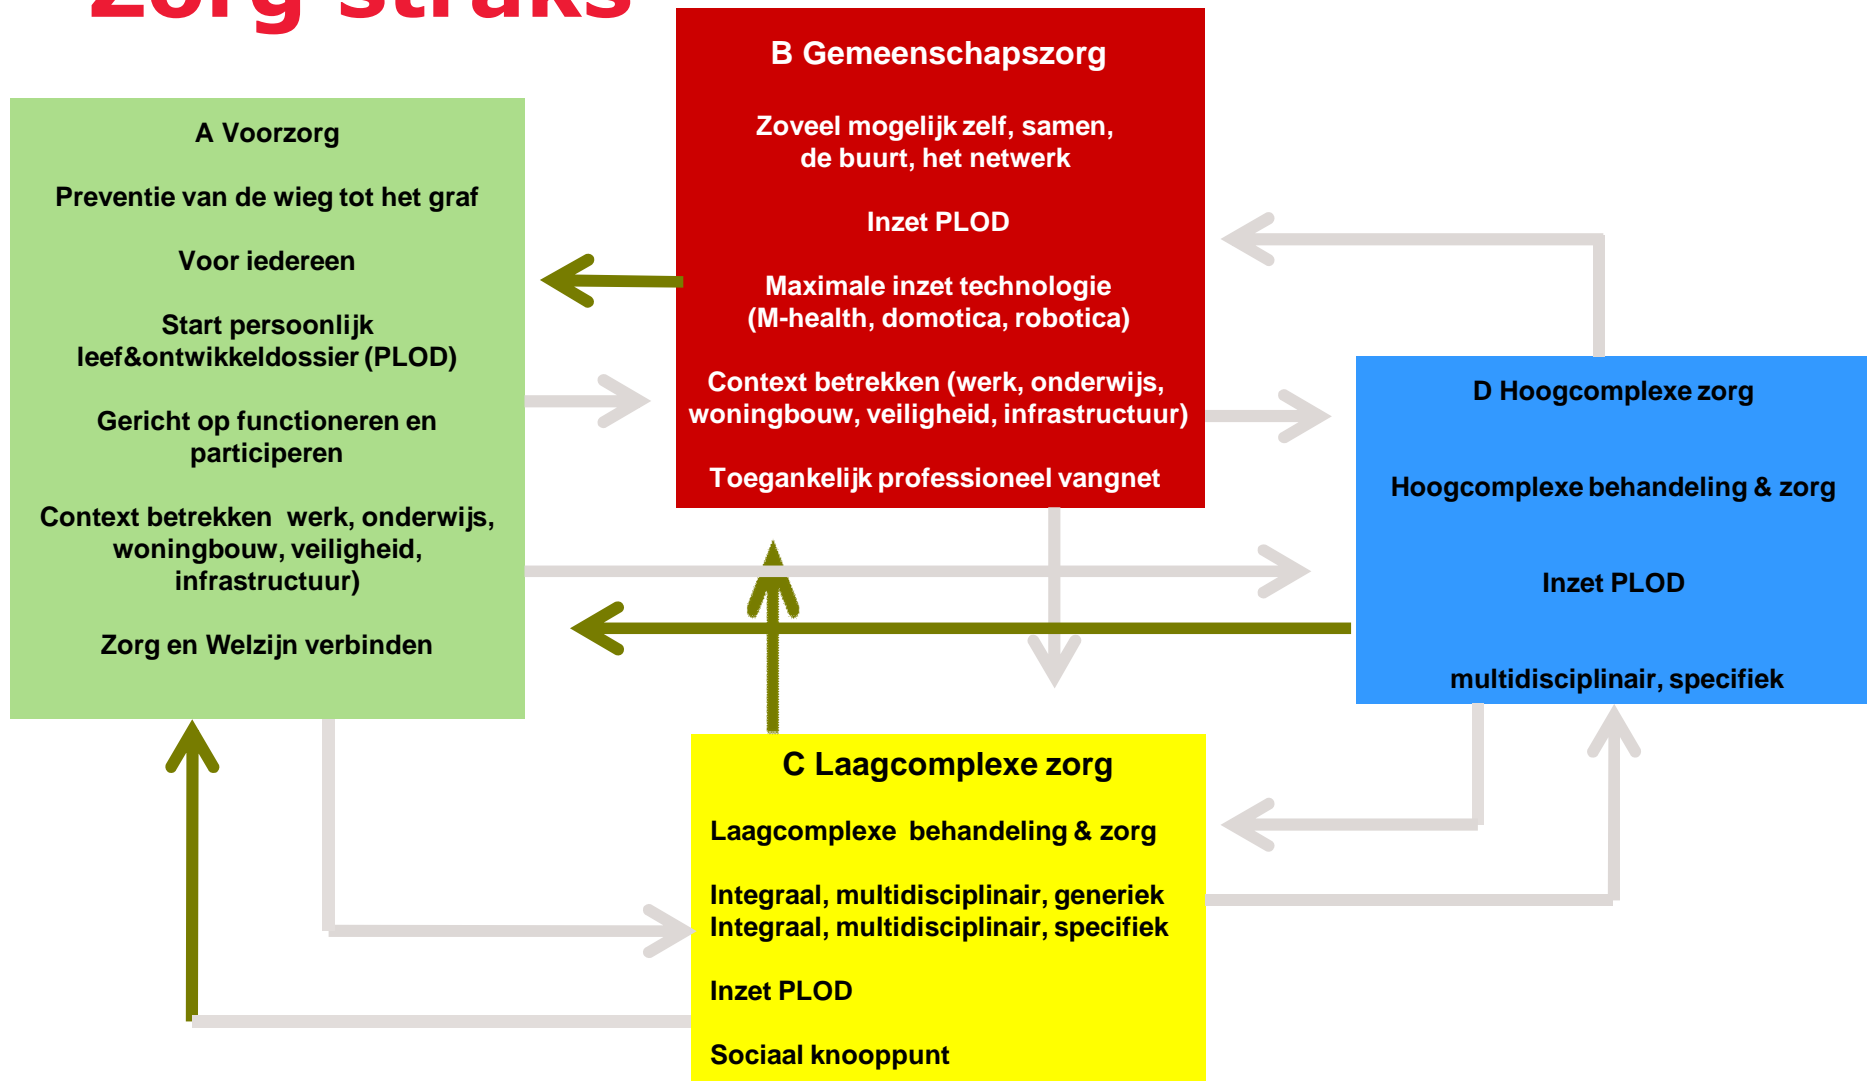 Zorg straks
B Gemeenschapszorg
Zoveel mogelijk zelf, samen,
de buurt, het netwerk
Inzet PLOD
Maximale inzet technologie
(M-health, domotica, robotica)
Context betrekken (werk, onderwijs,
woningbouw, veiligheid, infrastructuur)
Toegankelijk professioneel vangnet
A Voorzorg
Preventie van de wieg tot het graf
Voor iedereen
Start persoonlijk
leef&ontwikkeldossier (PLOD)
Gericht op functioneren en
participeren
Context betrekken  werk, onderwijs,
woningbouw, veiligheid,
infrastructuur)
Zorg en Welzijn verbinden
D Hoogcomplexe zorg
Hoogcomplexe behandeling & zorg
Inzet PLOD
multidisciplinair, specifiek
C Laagcomplexe zorg
Laagcomplexe  behandeling & zorg
Integraal, multidisciplinair, generiek
Integraal, multidisciplinair, specifiek
Inzet PLOD
Sociaal knooppunt